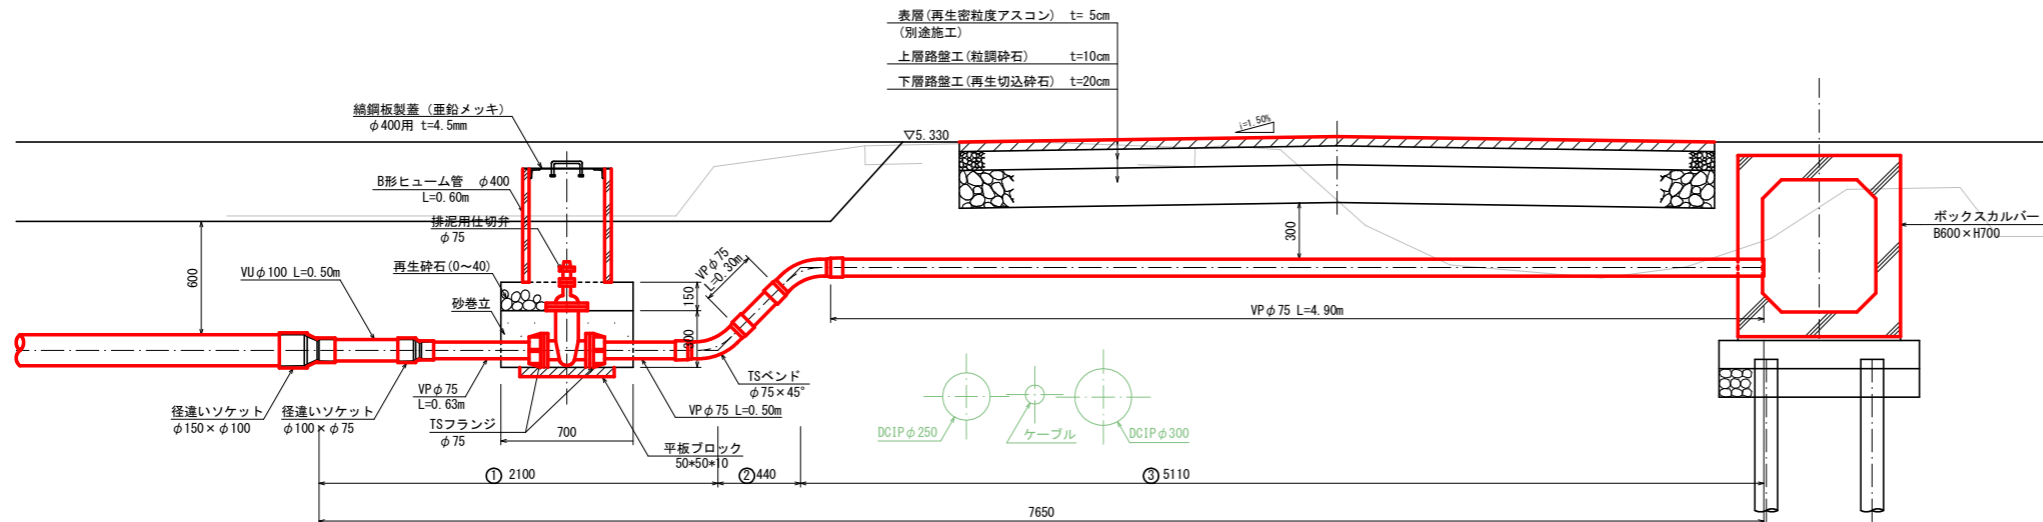 表層(再生密粒度アスコン) t= 5cm
(別途施工)
上層路盤工(粒調砕石) t=10cm
下層路盤工(再生切込砕石) t=20cm
縞鋼板製蓋 (亜鉛メッキ)
φ400用 t=4.5mm
▽5.330
i=1.50%
B形ヒューム管 φ400
L=0.60m
排泥用仕切弁
φ75
ボックスカルバー
B600×H700
600
VUφ100 L=0.50m
再生砕石(0～40)
砂巻立
VPφ75
L=0.30m
150
300
300
VPφ75 L=4.90m
TSベンド
φ75×45°
VPφ75
L=0.63m
VPφ75 L=0.50m
径違いソケット
φ150×φ100
径違いソケット
φ100×φ75
TSフランジ
φ75
700
平板ブロック
50*50*10
DCIPφ250
ケーブル
DCIPφ300
① 2100
② 440
③ 5110
7650